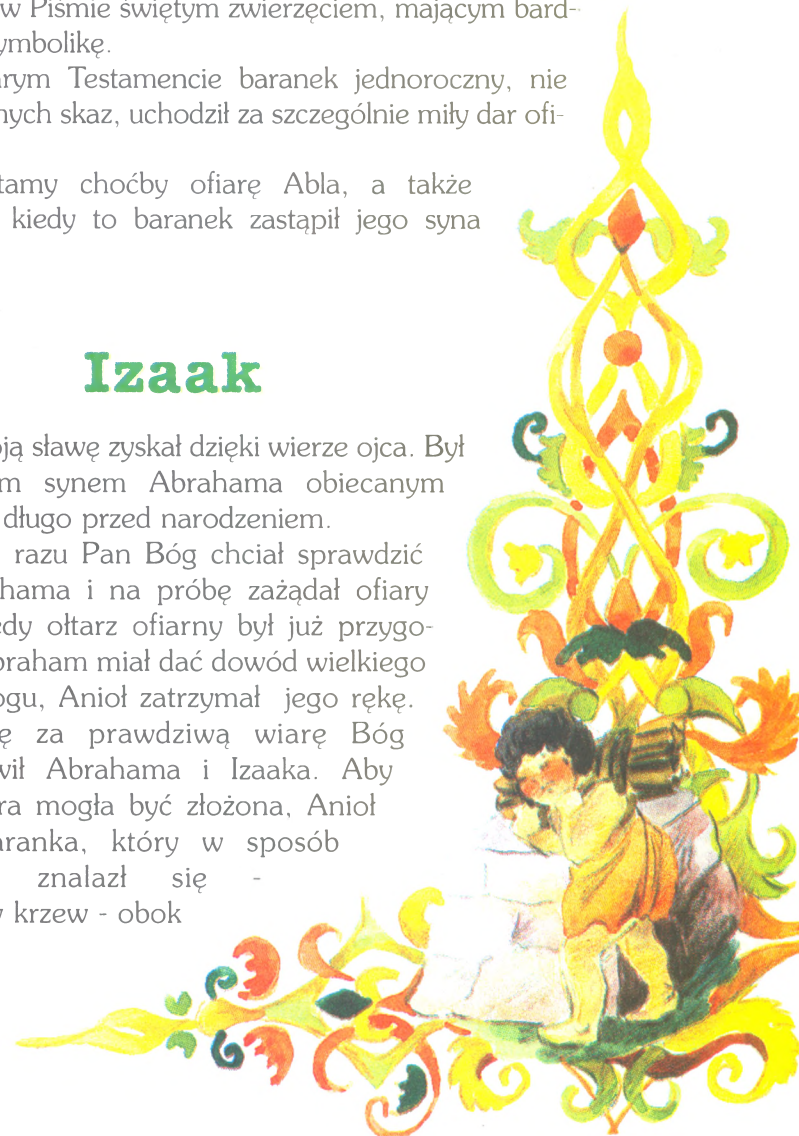 w Piśmie świętym zwierzęciem, mającym bard-
ymbolikę.
arym Testamencie baranek jednoroczny, nie
nych skaz, uchodził za szczególnie miły dar ofi-
tamy choćby ofiarę Abla, a także
kiedy to baranek zastąpił jego syna
Izaak
oją sławę zyskał dzięki wierze ojca. Był
m synem Abrahama obiecanym
długo przed narodzeniem.
razu Pan Bóg chciał sprawdzić
hama i na próbę zażądał ofiary
edy ołtarz ofiarny był już przygo-
braham miał dać dowód wielkiego
ogu, Anioł zatrzymał jego rękę.
ę za prawdziwą wiarę Bóg
wił Abrahama i Izaaka. Aby
ra mogła być złożona, Anioł
aranka, który w sposób
znalazł się -
w krzew - obok